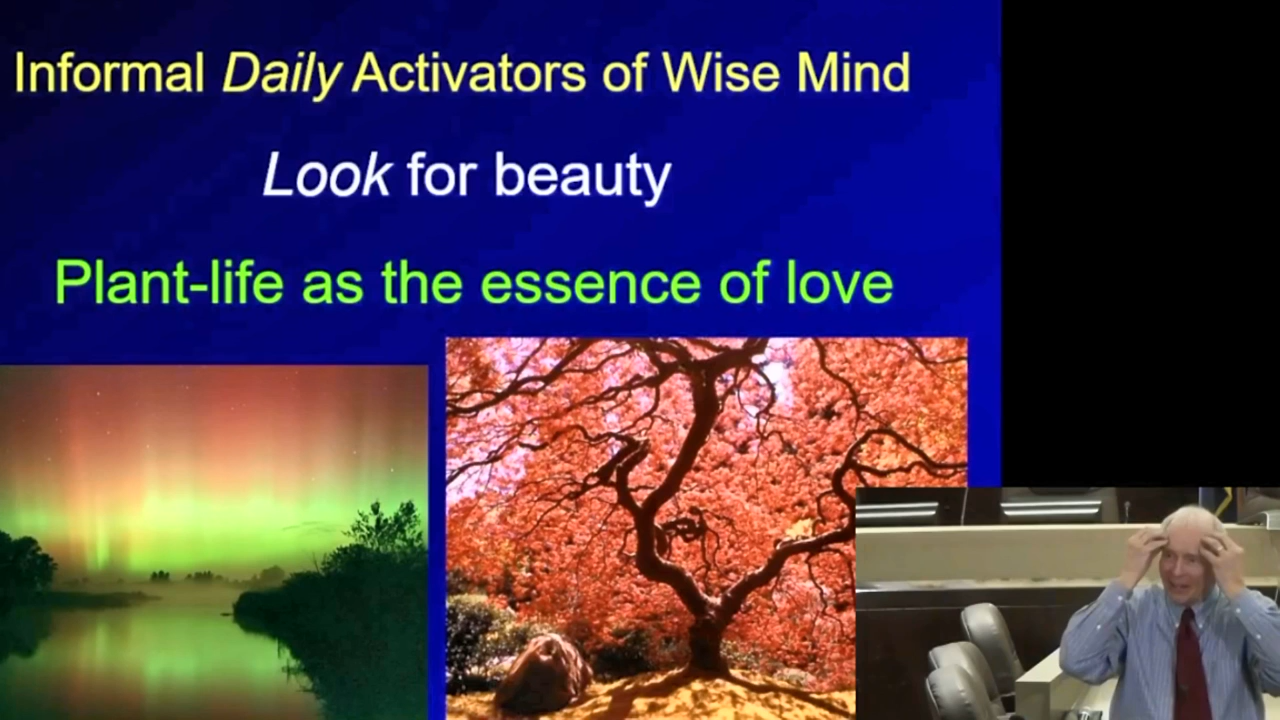 Informal Daily Activators of Wise Mind
Look for beauty
Plant-life as the essence of love